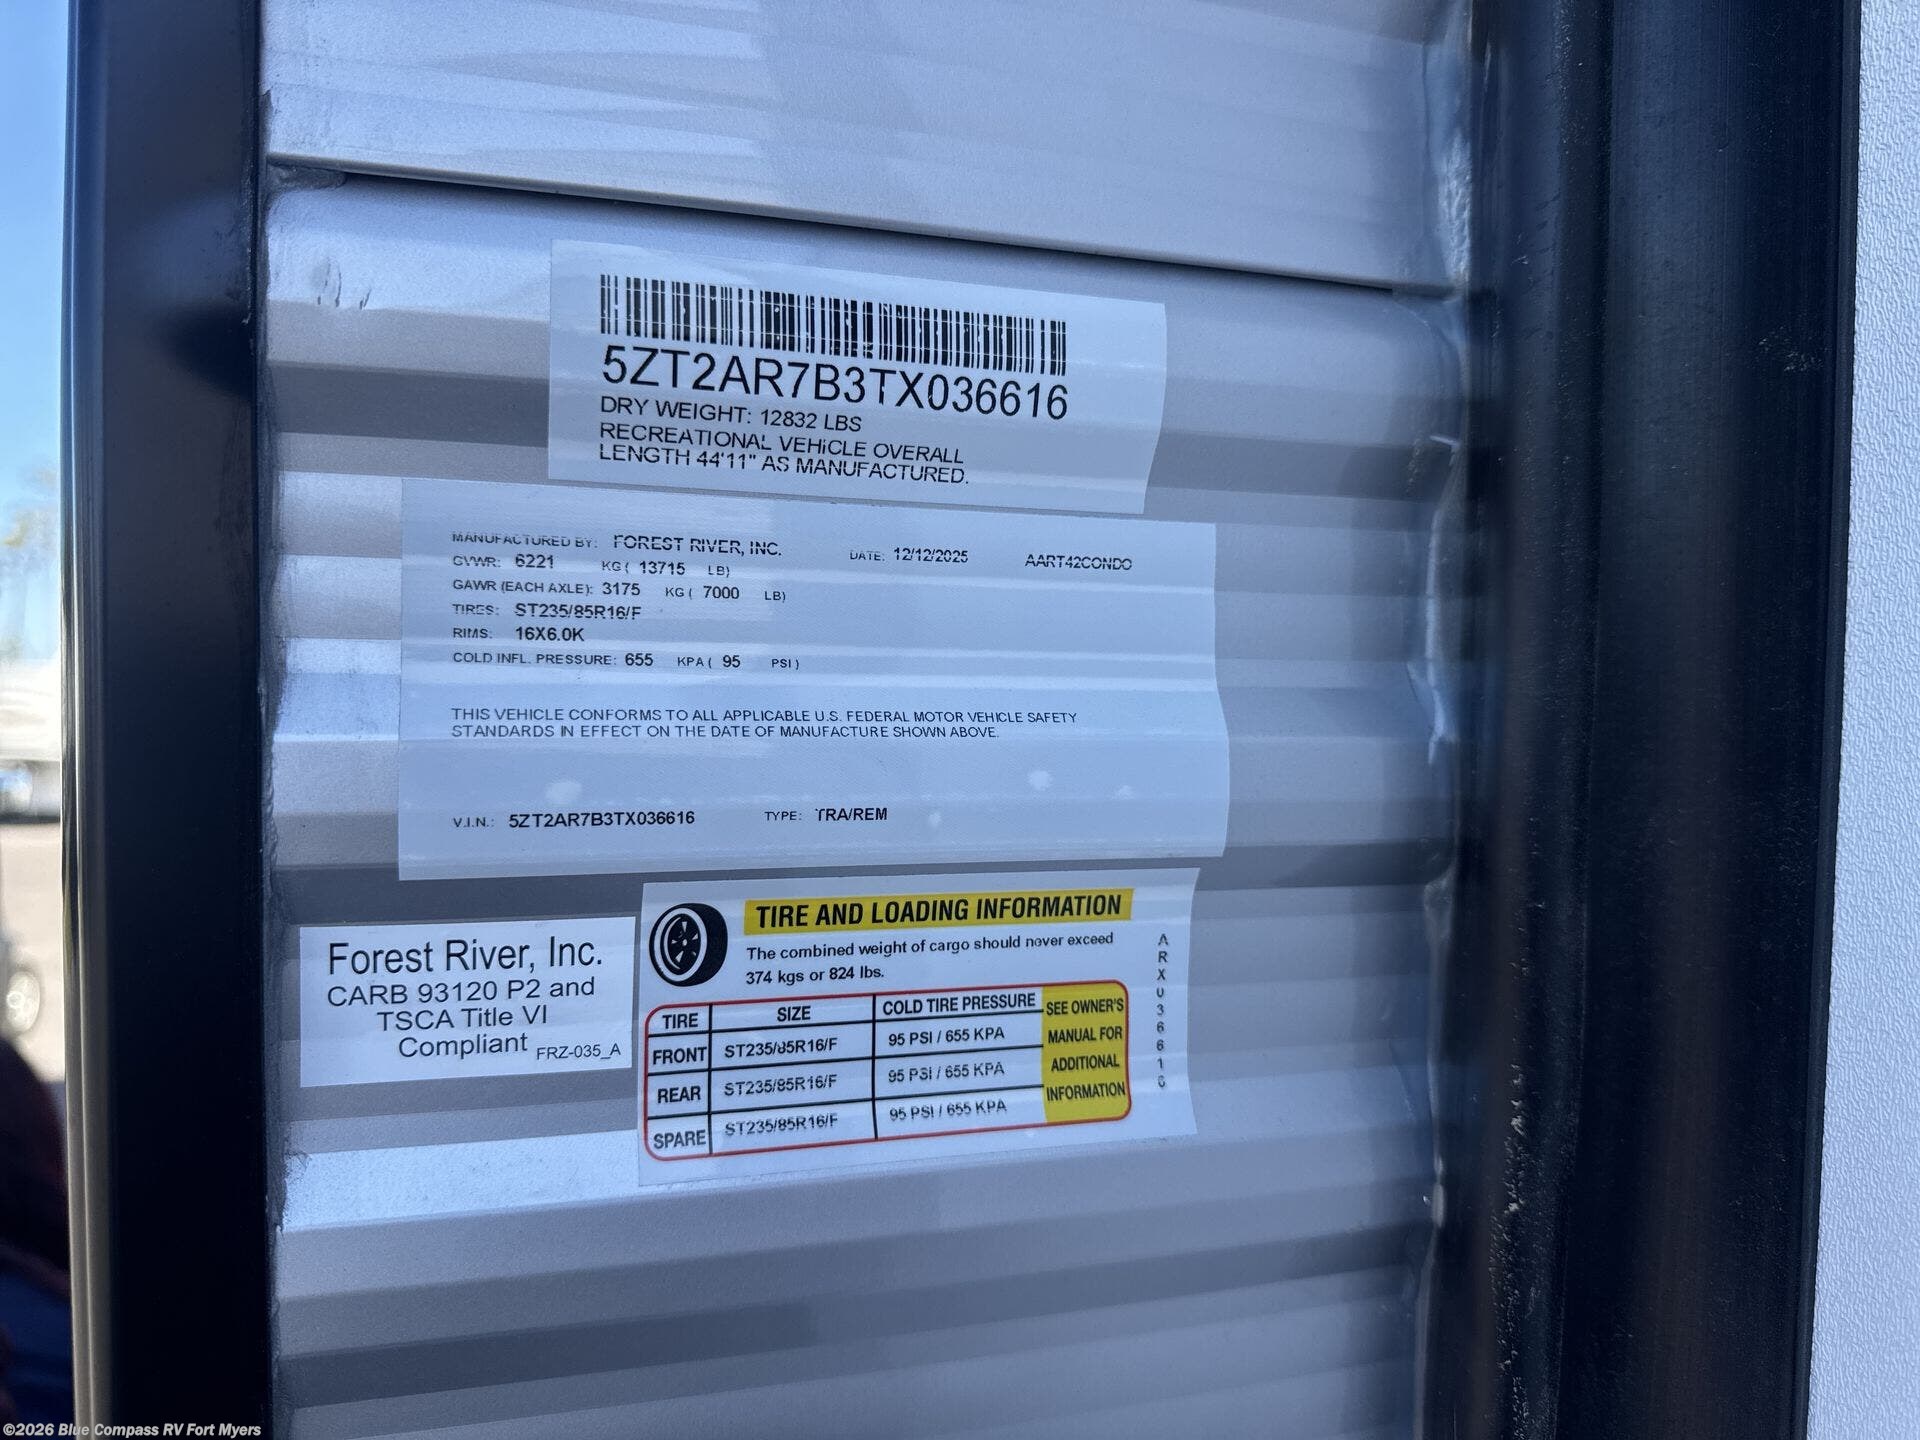 5ZT2AR7B3TX036616
DRY WEIGHT: 12832 LBS
RECREATIONAL VEHICLE OVERALL
LENGTH 44'11" AS MANUFACTURED.
MANUFACTURED BY: FOREST RIVER, INC. DATE: 12/12/2025 AART42CONDO
GVWR: 6221 KG ( 13715 LB)
GAWR (EACH AXLE): 3175 KG ( 7000 LB)
TIRES: ST235/85R16/F
RIMS: 16X6.0K
COLD INFL. PRESSURE: 655 KPA ( 95 PSI )
THIS VEHICLE CONFORMS TO ALL APPLICABLE U.S. FEDERAL MOTOR VEHICLE SAFETY
STANDARDS IN EFFECT ON THE DATE OF MANUFACTURE SHOWN ABOVE.
V.I.N.: 5ZT2AR7B3TX036616 TYPE: TRA/REM
Forest River, Inc.
CARB 93120 P2 and
TSCA Title VI
Compliant FRZ-035_A
TIRE AND LOADING INFORMATION
The combined weight of cargo should never exceed
374 kgs or 824 lbs.
TIRE SIZE COLD TIRE PRESSURE
FRONT ST235/85R16/F 95 PSI / 655 KPA
REAR ST235/85R16/F 95 PSI / 655 KPA
SPARE ST235/85R16/F 95 PSI / 655 KPA
SEE OWNER'S
MANUAL FOR
ADDITIONAL
INFORMATION
ARX036616
©2026 Blue Compass RV Fort Myers